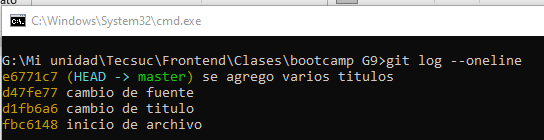 C:\Windows\System32\cmd.exe
G:\Mi unidad\Tecsuc\Frontend\Clases\bootcamp G9>git log --oneline
e6771c7 (HEAD -> master) se agrego varios titulos
d47fe77 cambio de fuente
d1fb6a6 cambio de titulo
fbc6148 inicio de archivo